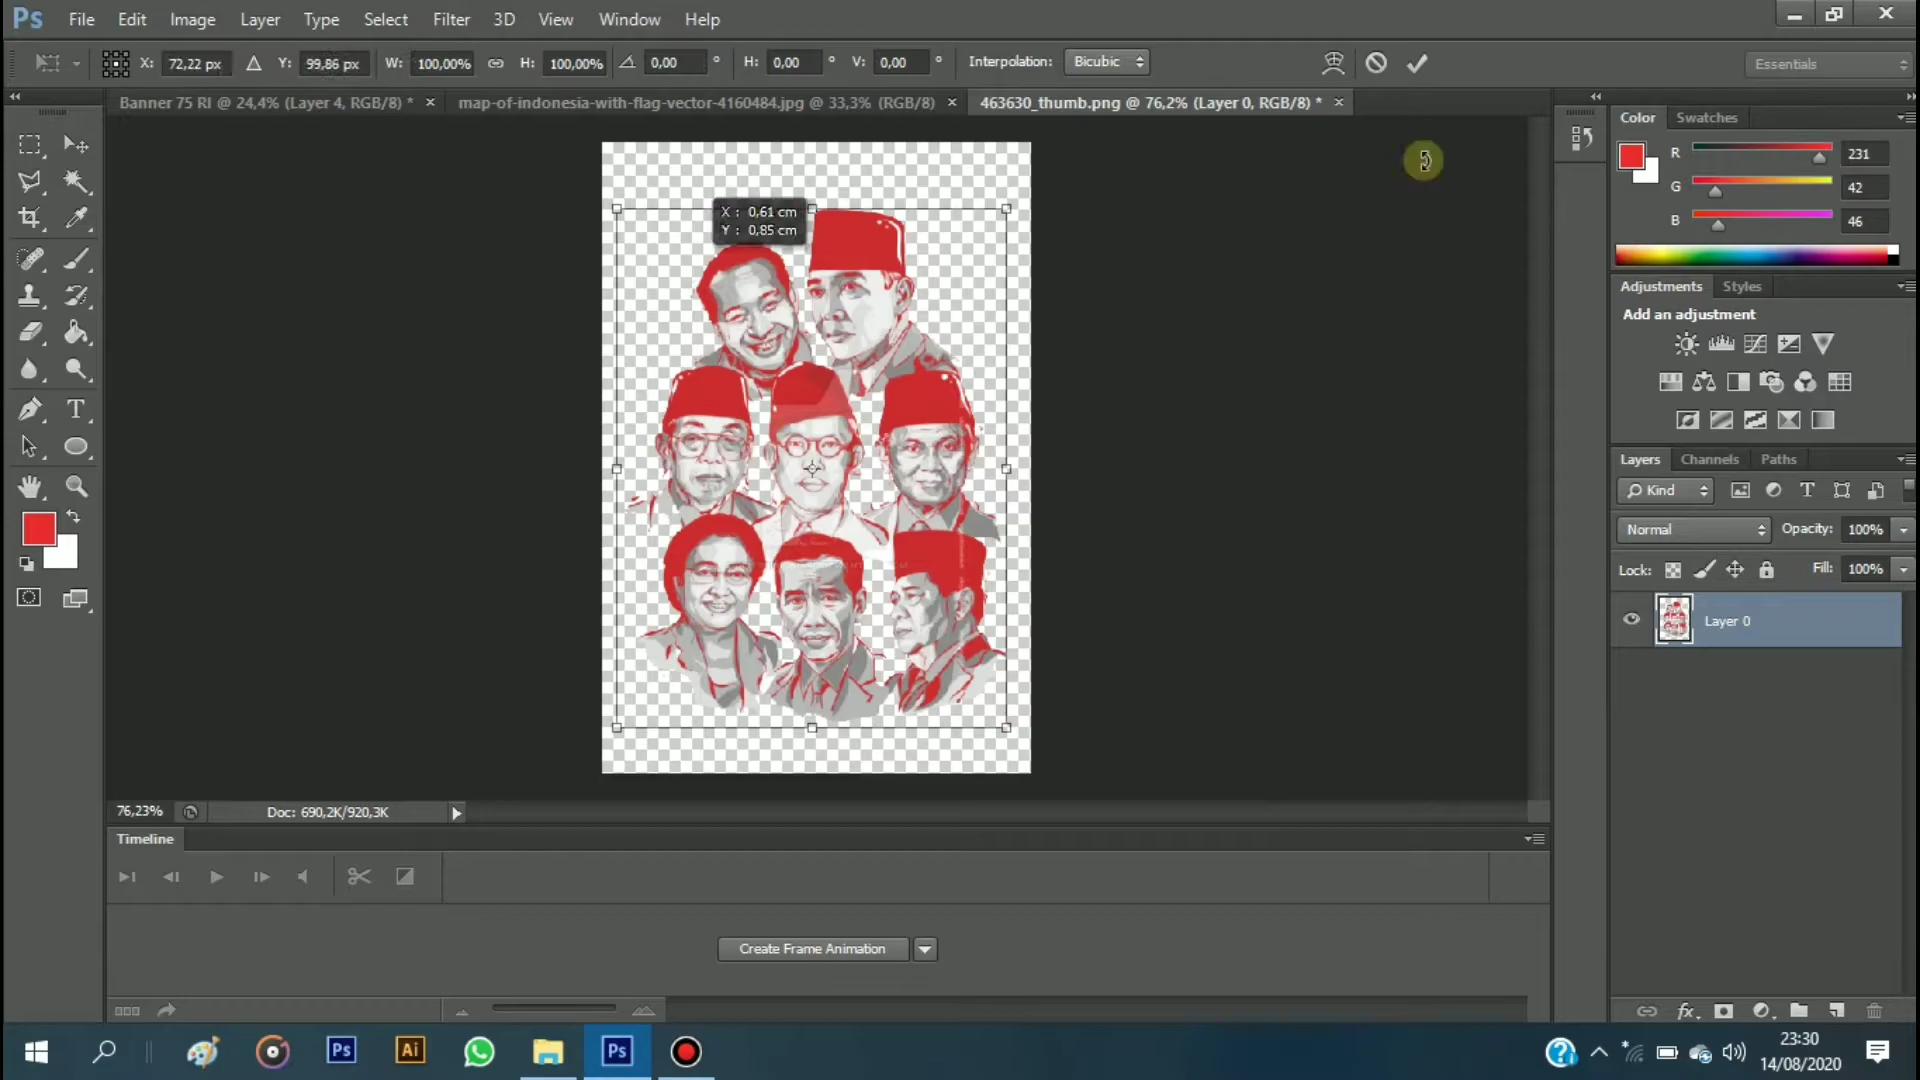 Ps File Edit Image Layer Type Select Filter 3D View Window Help
X: 72,22 px Y: 99,86 px W: 100,00% H: 100,00% 0,00 ° H: 0,00 ° V: 0,00 ° Interpolation: Bicubic Essentials
Banner 75 RI @ 24,4% (Layer 4, RGB/8) * × map-of-indonesia-with-flag-vector-4160484.jpg @ 33,3% (RGB/8) × 463630_thumb.png @ 76,2% (Layer 0, RGB/8) * ×
Color Swatches
R 231
G 42
B 46
X : 0,61 cm
Y : 0,85 cm
Adjustments Styles
Add an adjustment
Layers Channels Paths
Kind
Normal Opacity: 100%
Lock: Fill: 100%
Layer 0
76,23% Doc: 690,2K/920,3K
Timeline
Create Frame Animation
Ps Ai Ps
23:30
14/08/2020